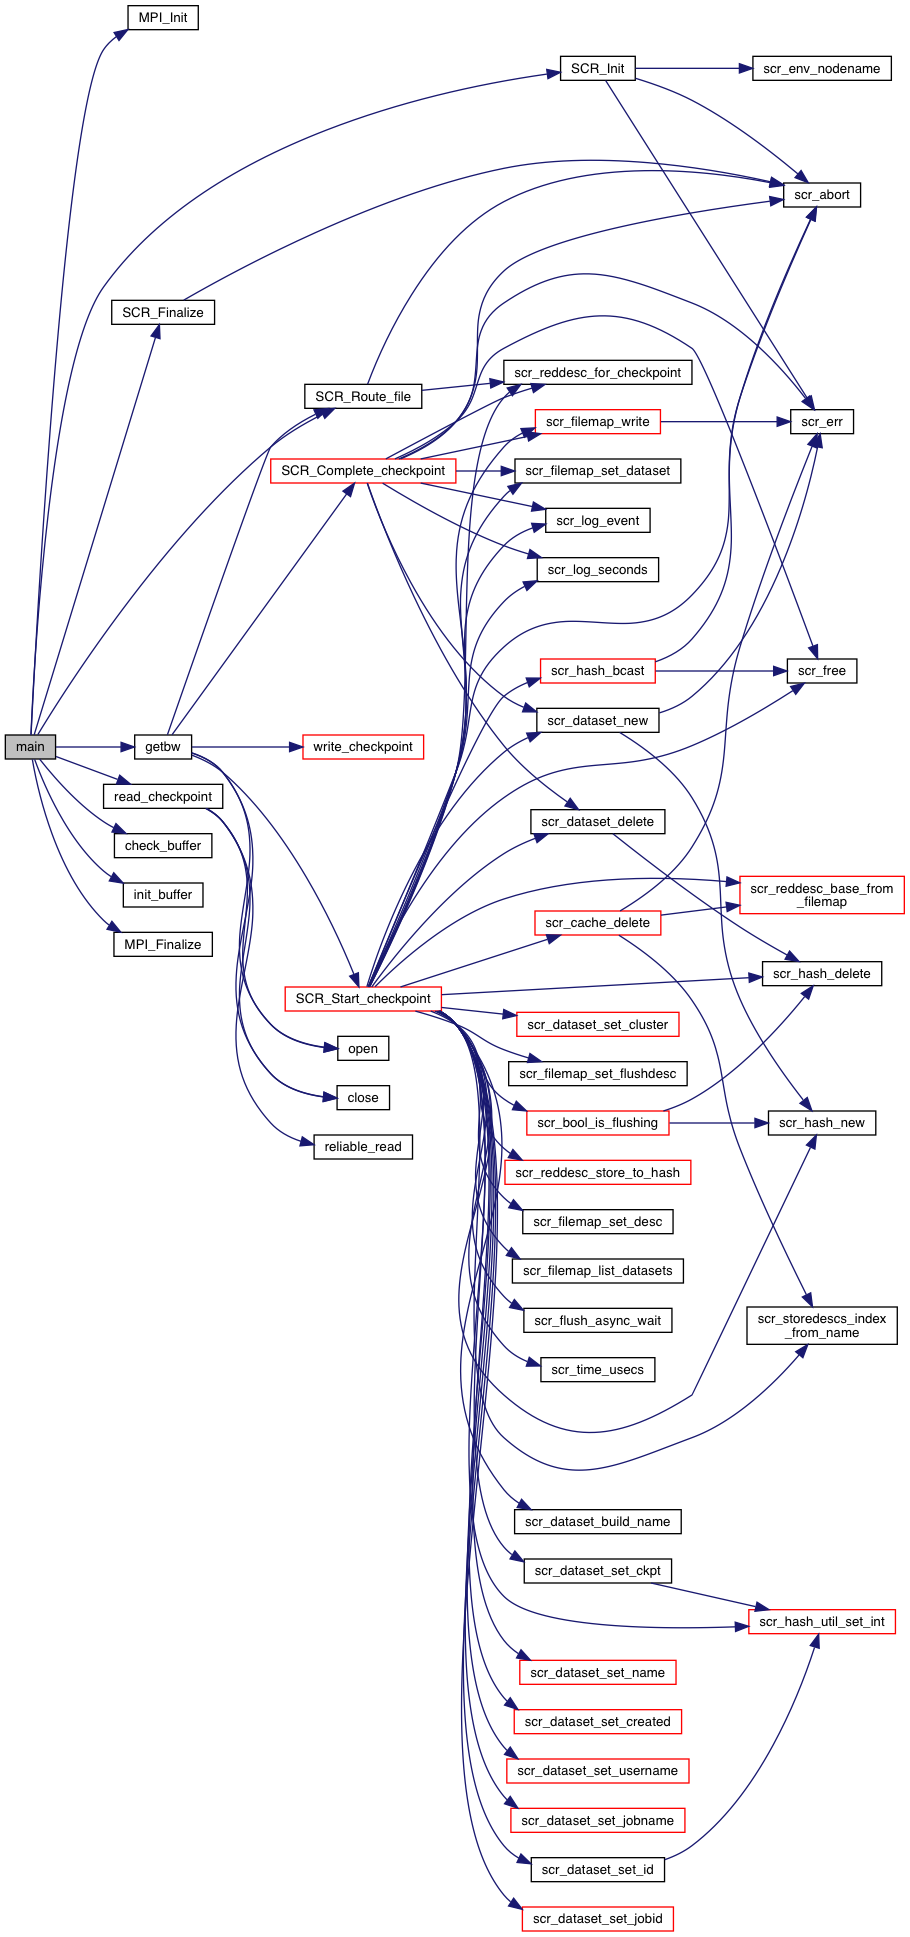 MPI_Init
SCR_Init
scr_env_nodename
scr_abort
SCR_Finalize
scr_reddesc_for_checkpoint
SCR_Route_file
scr_filemap_write
scr_err
SCR_Complete_checkpoint
scr_filemap_set_dataset
scr_log_event
scr_log_seconds
scr_hash_bcast
scr_free
scr_dataset_new
main
getbw
write_checkpoint
read_checkpoint
scr_dataset_delete
check_buffer
init_buffer
scr_reddesc_base_from
_filemap
scr_cache_delete
MPI_Finalize
scr_hash_delete
SCR_Start_checkpoint
scr_dataset_set_cluster
open
scr_filemap_set_flushdesc
close
scr_bool_is_flushing
scr_hash_new
reliable_read
scr_reddesc_store_to_hash
scr_filemap_set_desc
scr_filemap_list_datasets
scr_flush_async_wait
scr_storedescs_index
_from_name
scr_time_usecs
scr_dataset_build_name
scr_dataset_set_ckpt
scr_hash_util_set_int
scr_dataset_set_name
scr_dataset_set_created
scr_dataset_set_username
scr_dataset_set_jobname
scr_dataset_set_id
scr_dataset_set_jobid